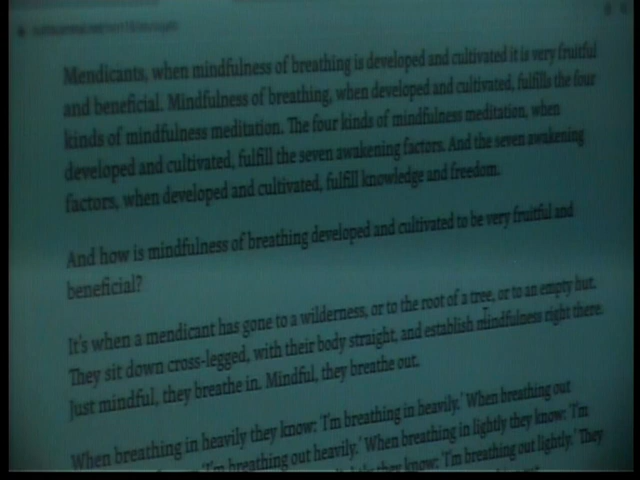 Mendicants, when mindfulness of breathing is developed and cultivated it is very fruitful
and beneficial. Mindfulness of breathing, when developed and cultivated, fulfills the four
kinds of mindfulness meditation. The four kinds of mindfulness meditation, when
developed and cultivated, fulfill the seven awakening factors. And the seven awakening
factors, when developed and cultivated, fulfill knowledge and freedom.
And how is mindfulness of breathing developed and cultivated to be very fruitful and
beneficial?
It's when a mendicant has gone to a wilderness, or to the root of a tree, or to an empty hut.
They sit down cross-legged, with their body straight, and establish mindfulness right there.
Just mindful, they breathe in. Mindful, they breathe out.
When breathing in heavily they know: 'I'm breathing in heavily.' When breathing out
'I'm breathing out heavily.' When breathing in lightly they know: 'I'm
they know: 'I'm breathing out lightly.' They